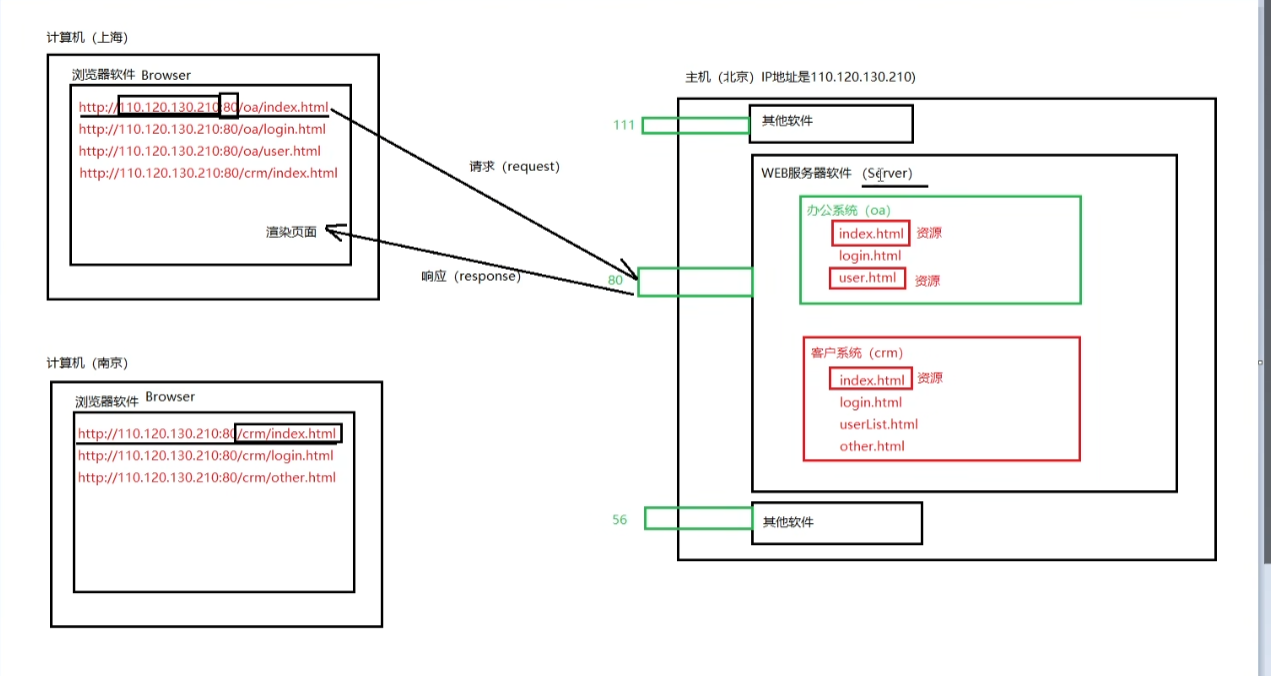 计算机（上海）
浏览器软件 Browser
http://110.120.130.210:80/oa/index.html
http://110.120.130.210:80/oa/login.html
http://110.120.130.210:80/oa/user.html
http://110.120.130.210:80/crm/index.html
渲染页面
请求（request）
响应（response）
计算机（南京）
浏览器软件 Browser
http://110.120.130.210:80/crm/index.html
http://110.120.130.210:80/crm/login.html
http://110.120.130.210:80/crm/other.html
主机（北京）IP地址是110.120.130.210)
111
其他软件
WEB服务器软件 （Server）
办公系统（oa）
index.html 资源
login.html
user.html 资源
80
客户系统（crm）
index.html 资源
login.html
userList.html
other.html
56
其他软件